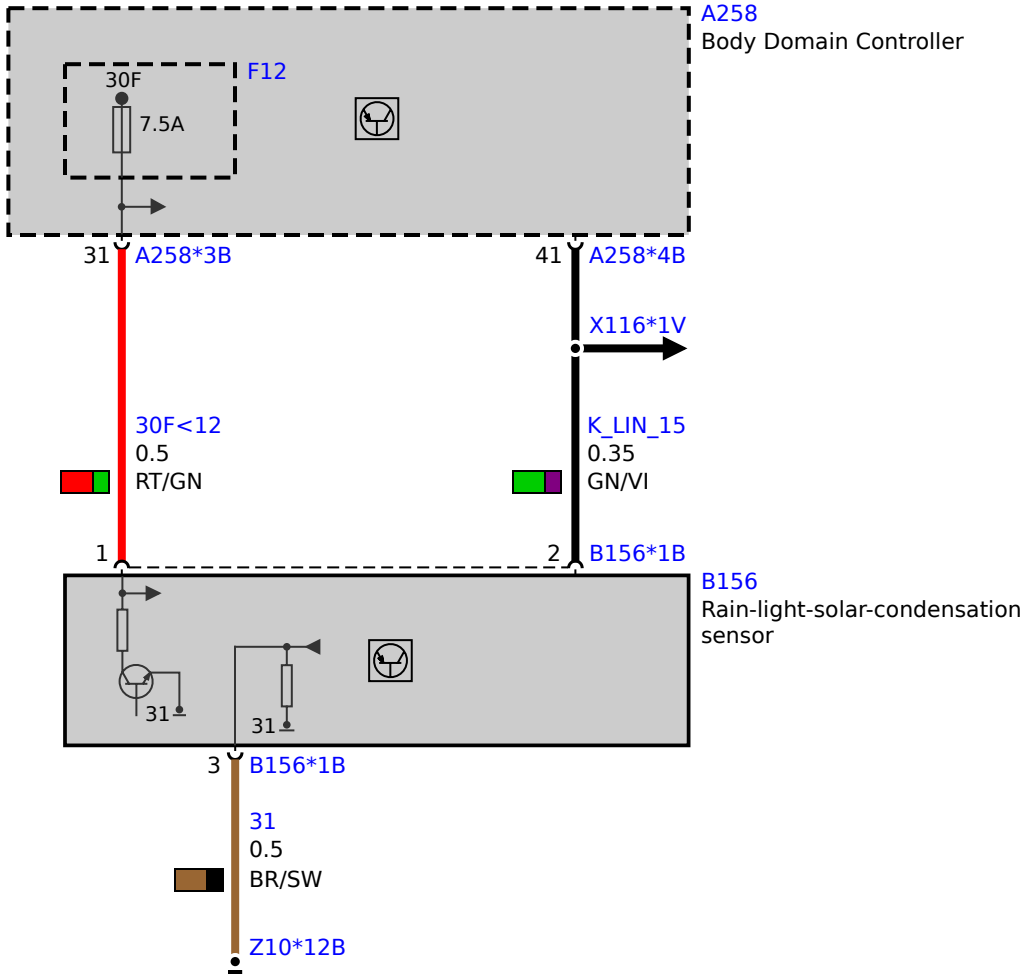 A258
Body Domain Controller
F12
30F
7.5A
31 A258*3B
41 A258*4B
X116*1V
30F<12
0.5
RT/GN
K_LIN_15
0.35
GN/VI
1
2 B156*1B
B156
Rain-light-solar-condensation
sensor
31
31
3 B156*1B
31
0.5
BR/SW
Z10*12B